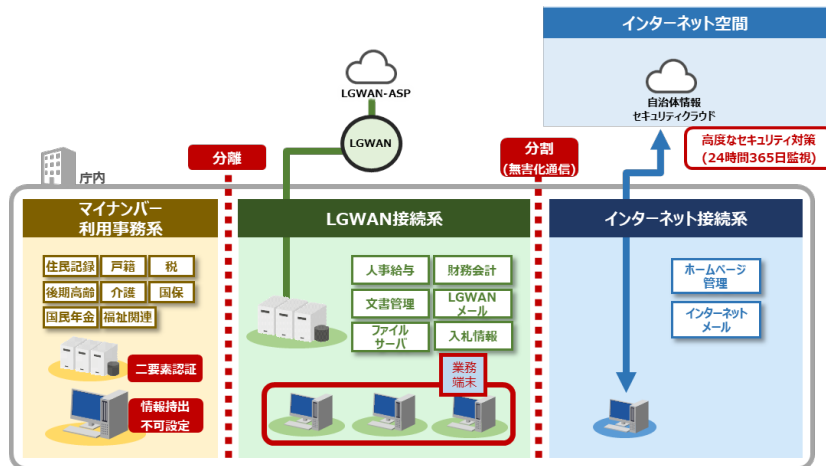 インターネット空間
LGWAN-ASP
自治体情報
セキュリティクラウド
LGWAN
分離
分割
(無害化通信)
高度なセキュリティ対策
(24時間365日監視)
庁内
マイナンバー
利用事務系
住民記録
戸籍
税
後期高齢
介護
国保
国民年金
福祉関連
二要素認証
情報持出
不可設定
LGWAN接続系
人事給与
財務会計
文書管理
LGWAN
メール
ファイル
サーバ
入札情報
業務
端末
インターネット接続系
ホームページ
管理
インターネット
メール